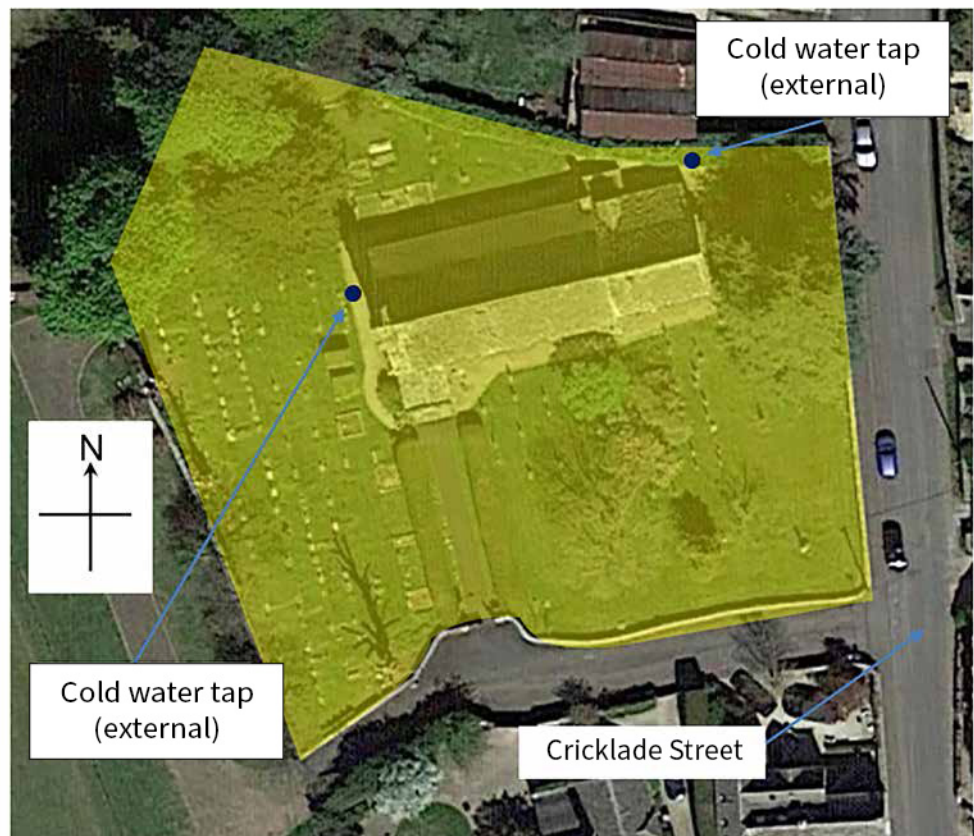 Cold water tap
(external)
N
Cold water tap
(external)
Cricklade Street